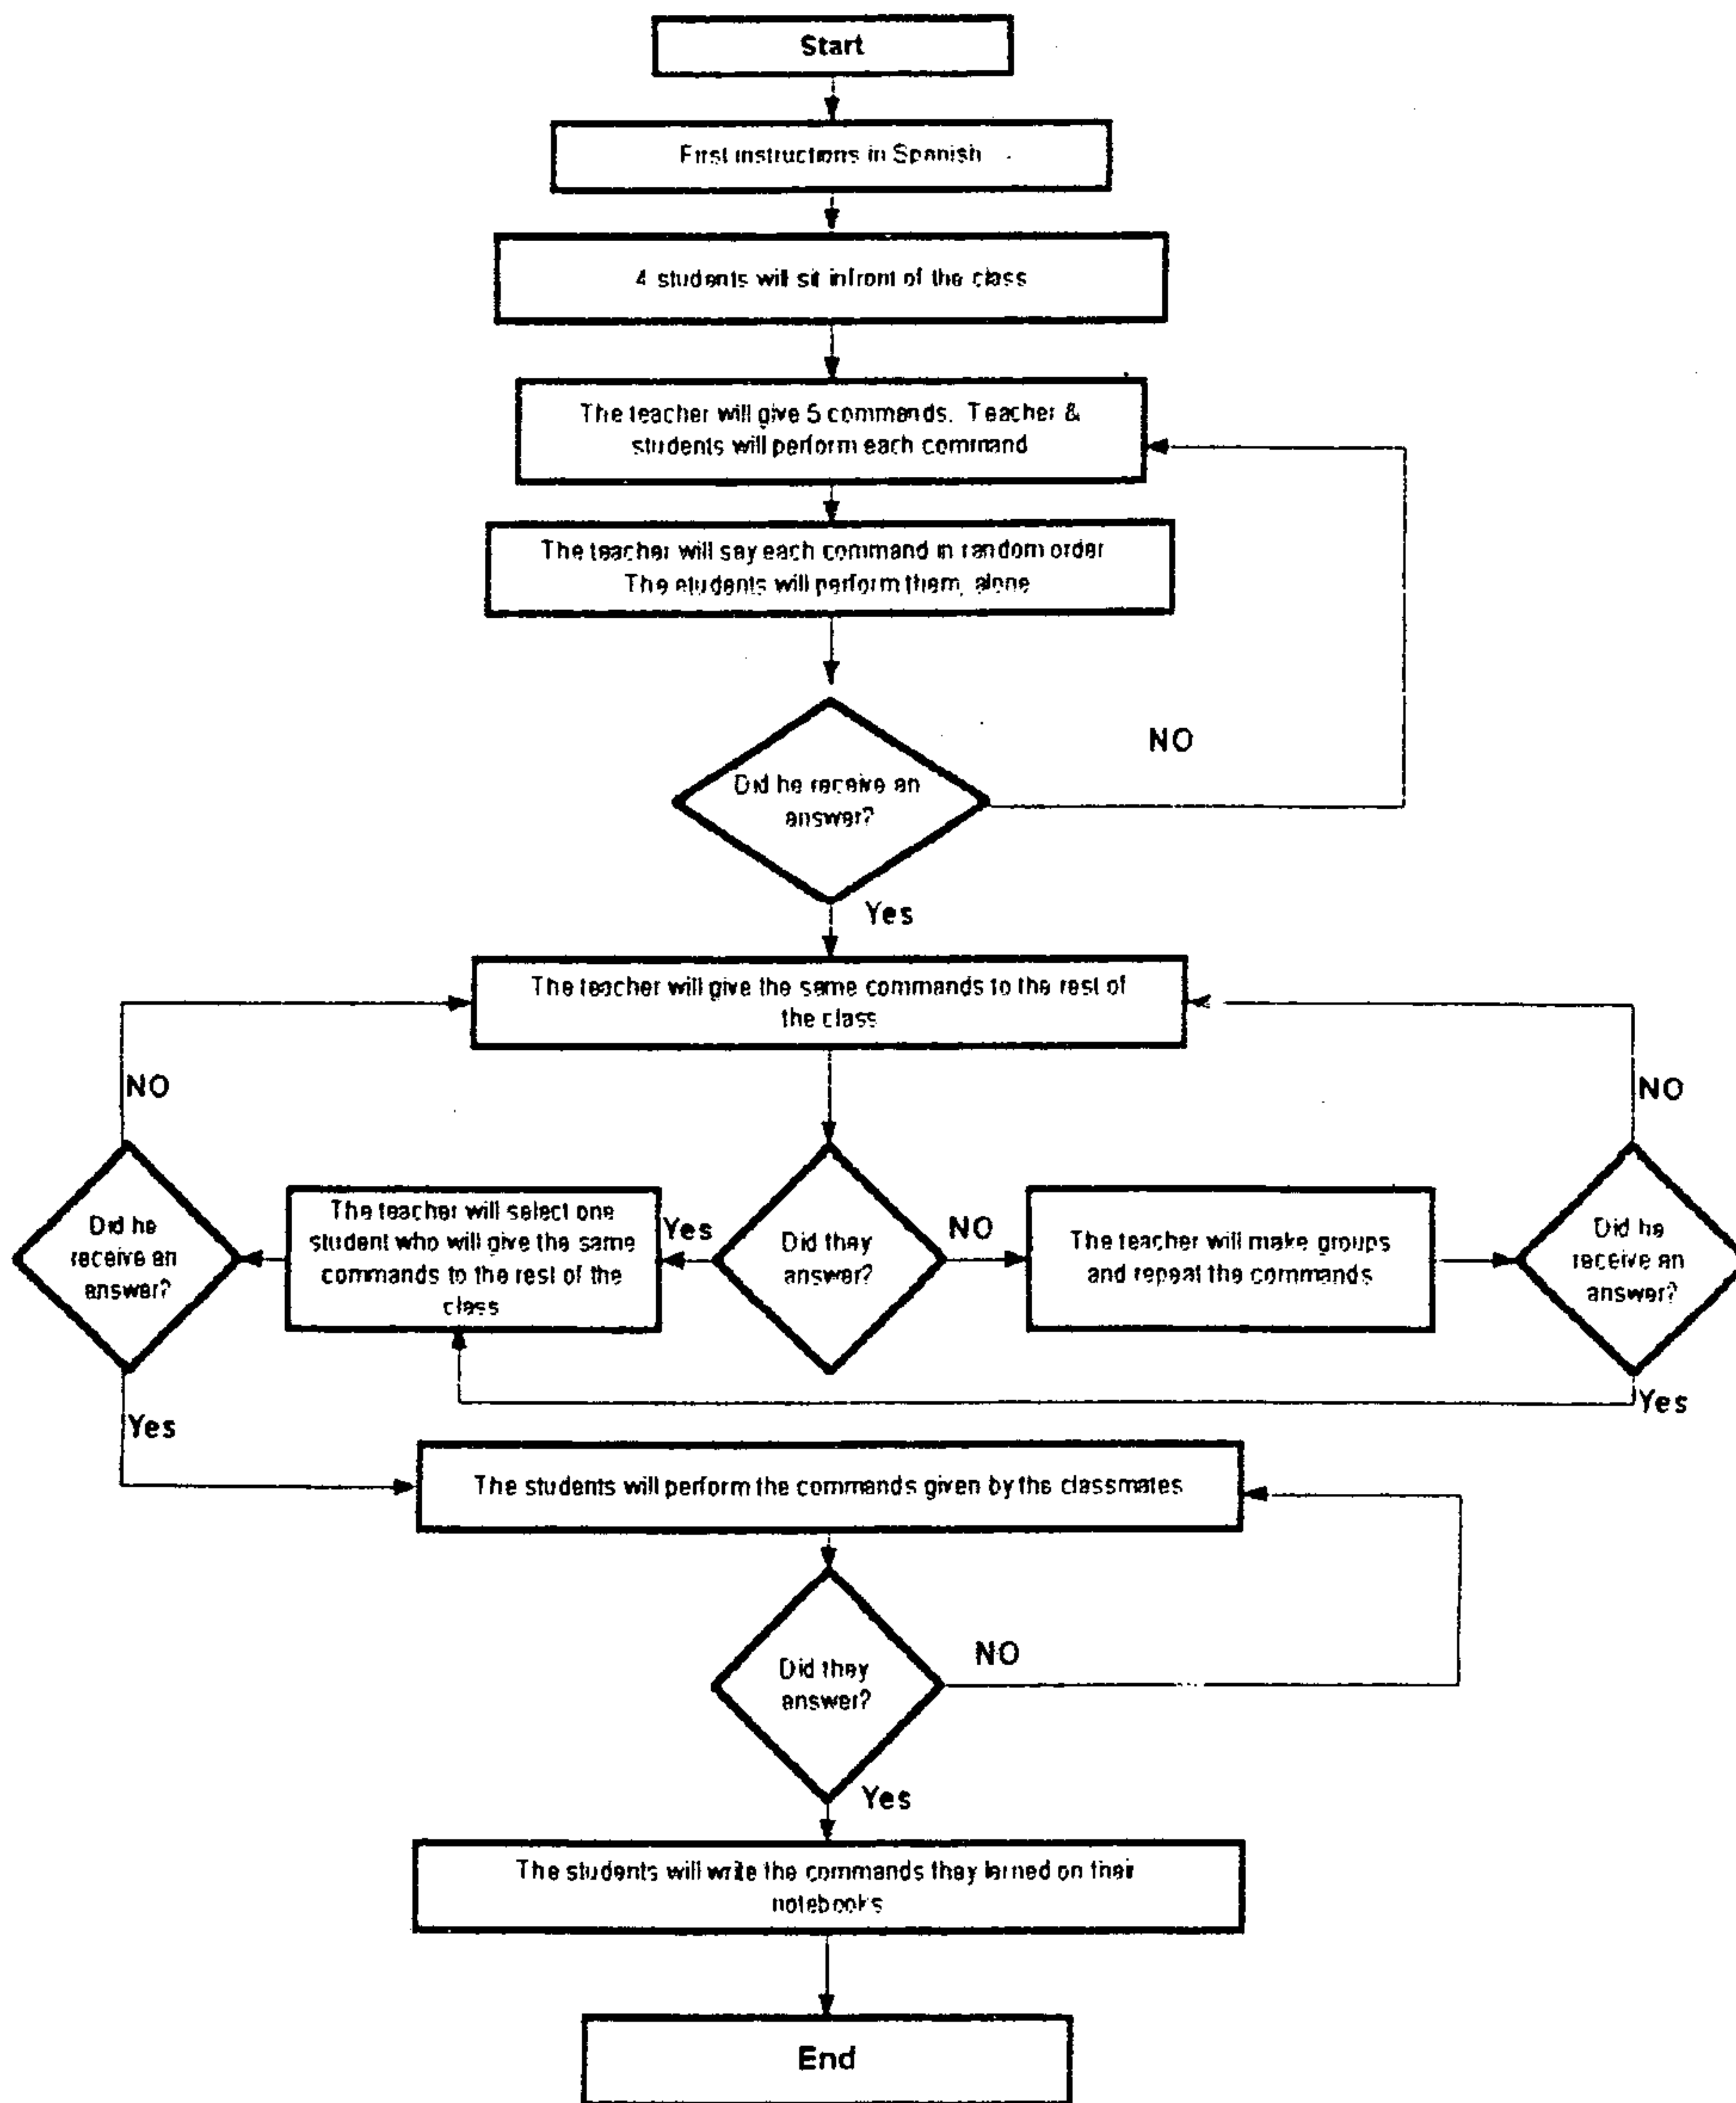 Start
First instructions in Spanish
4 students will sit infront of the class
The teacher will give 5 commands. Teacher &
students will perform each command
The teacher will say each command in random order
The students will perform them, alone
Did he receive an
answer?
NO
Yes
The teacher will give the same commands to the rest of
the class
NO
NO
Did he
receive an
answer?
The teacher will select one
student who will give the same
commands to the rest of the
class
Yes
Did they
answer?
NO
The teacher will make groups
and repeat the commands
Did he
receive an
answer?
Yes
Yes
The students will perform the commands given by the classmates
Did they
answer?
NO
Yes
The students will write the commands they lerned on their
notebooks
End